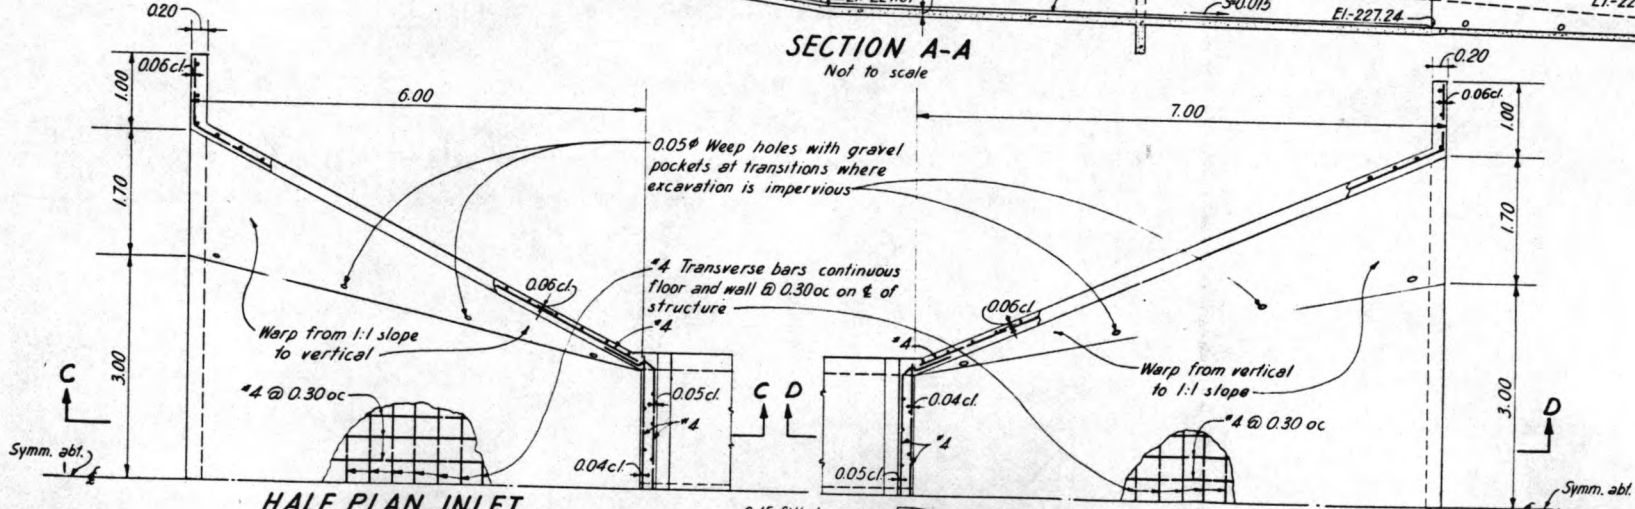 0.20
S=0.015
El.-227.24
SECTION A-A
Not to scale
0.20
0.06cl.
1.00
6.00
7.00
0.06cl.
1.00
0.05ϕ Weep holes with gravel
pockets at transitions where
excavation is impervious
1.70
1.70
#4 Transverse bars continuous
floor and wall @ 0.30oc on ℄ of
structure
0.06cl.
0.06cl.
Warp from 1:1 slope
to vertical
#4
#4
Warp from vertical
to 1:1 slope
3.00
3.00
C
#4 @ 0.30 oc
0.05cl.
C
D
0.04cl.
#4 @ 0.30 oc
D
#4
#4
Symm. abt.
℄
0.04cl.
0.05cl.
Symm. abt.
HALF PLAN INLET